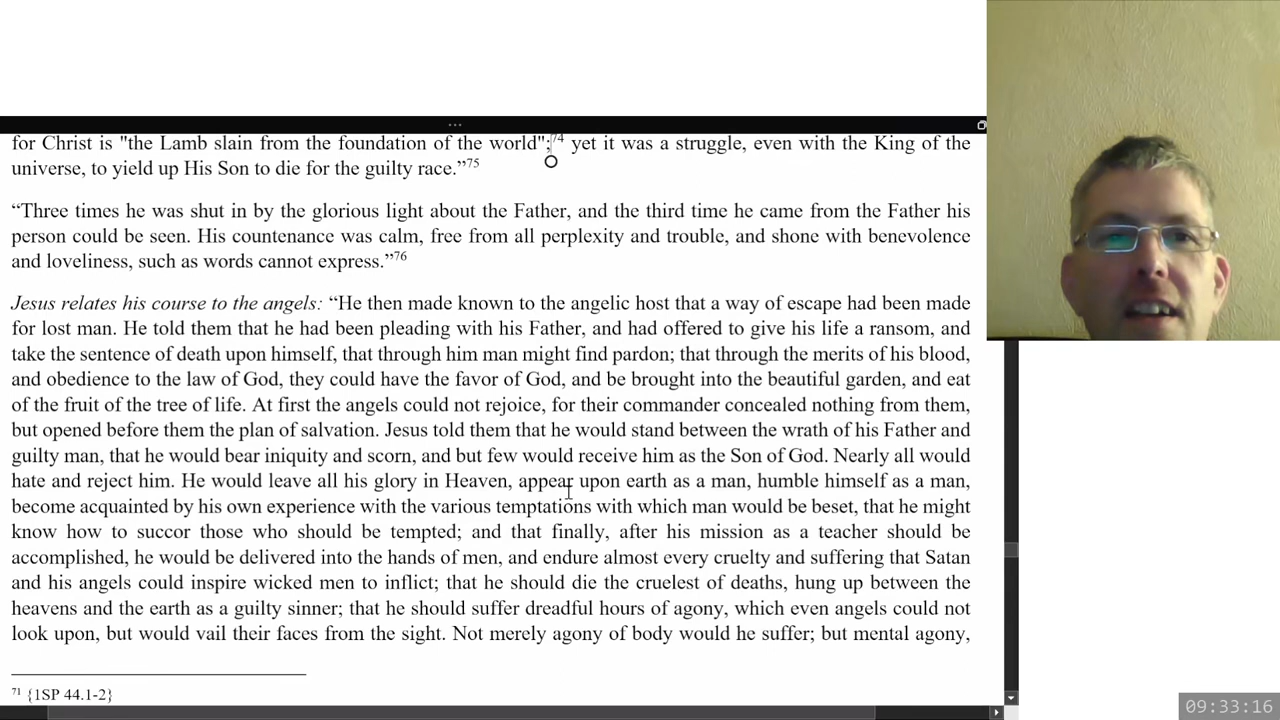 for Christ is "the Lamb slain from the foundation of the world";74 yet it was a struggle, even with the King of the
universe, to yield up His Son to die for the guilty race.”75
“Three times he was shut in by the glorious light about the Father, and the third time he came from the Father his
person could be seen. His countenance was calm, free from all perplexity and trouble, and shone with benevolence
and loveliness, such as words cannot express.”76
Jesus relates his course to the angels: “He then made known to the angelic host that a way of escape had been made
for lost man. He told them that he had been pleading with his Father, and had offered to give his life a ransom, and
take the sentence of death upon himself, that through him man might find pardon; that through the merits of his blood,
and obedience to the law of God, they could have the favor of God, and be brought into the beautiful garden, and eat
of the fruit of the tree of life. At first the angels could not rejoice, for their commander concealed nothing from them,
but opened before them the plan of salvation. Jesus told them that he would stand between the wrath of his Father and
guilty man, that he would bear iniquity and scorn, and but few would receive him as the Son of God. Nearly all would
hate and reject him. He would leave all his glory in Heaven, appear upon earth as a man, humble himself as a man,
become acquainted by his own experience with the various temptations with which man would be beset, that he might
know how to succor those who should be tempted; and that finally, after his mission as a teacher should be
accomplished, he would be delivered into the hands of men, and endure almost every cruelty and suffering that Satan
and his angels could inspire wicked men to inflict; that he should die the cruelest of deaths, hung up between the
heavens and the earth as a guilty sinner; that he should suffer dreadful hours of agony, which even angels could not
look upon, but would vail their faces from the sight. Not merely agony of body would he suffer; but mental agony,
71 {1SP 44.1-2}
09:33:16